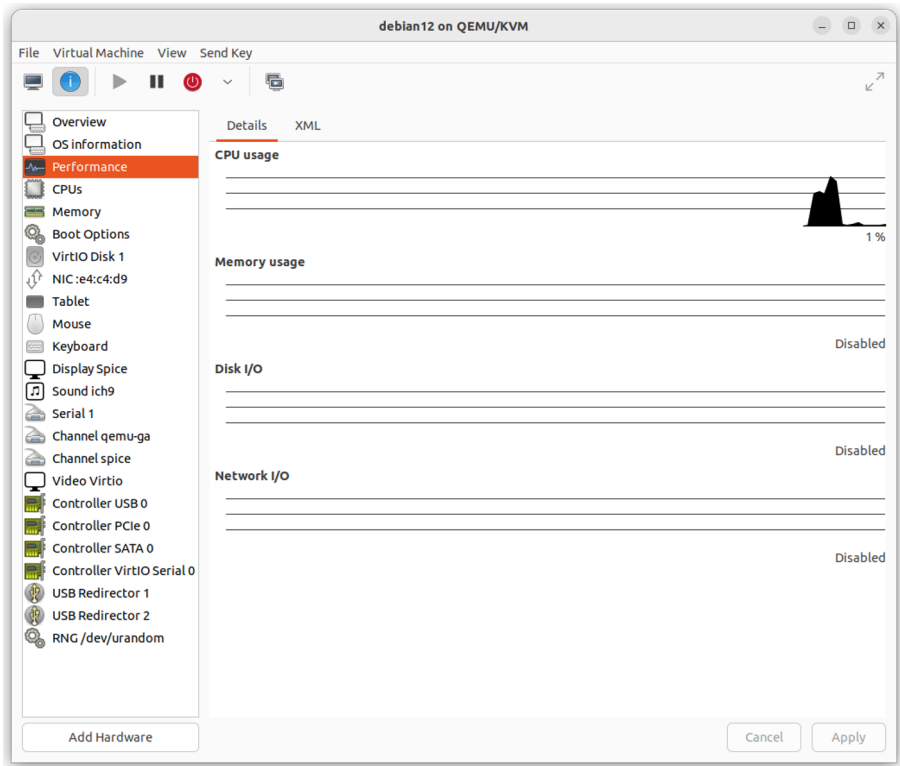 debian12 on QEMU/KVM
File Virtual Machine View Send Key
Overview
OS information
Performance
CPUs
Memory
Boot Options
VirtIO Disk 1
NIC :e4:c4:d9
Tablet
Mouse
Keyboard
Display Spice
Sound ich9
Serial 1
Channel qemu-ga
Channel spice
Video Virtio
Controller USB 0
Controller PCIe 0
Controller SATA 0
Controller VirtIO Serial 0
USB Redirector 1
USB Redirector 2
RNG /dev/urandom
Add Hardware
Details XML
CPU usage
1 %
Memory usage
Disabled
Disk I/O
Disabled
Network I/O
Disabled
Cancel Apply